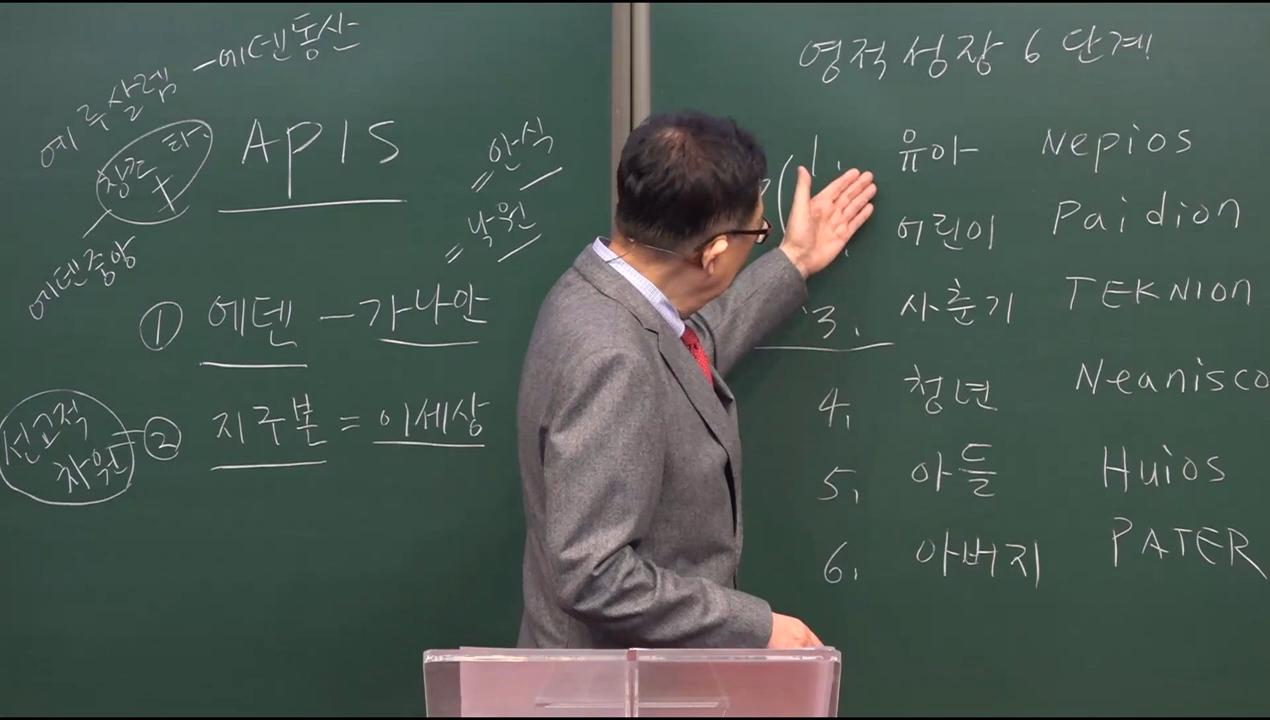 예루살렘 - 에덴동산
창조 타
APIS
= 안식
= 낙원
에덴 중앙
① 에덴 - 가나안
선교적 차원 - ② 지구본 = 이세상
영적성장 6 단계
1. 유아 Nepios
어린이 Paidion
3. 사춘기 TEKNION
4. 청년 Neanisco
5. 아들 Huios
6. 아버지 PATER